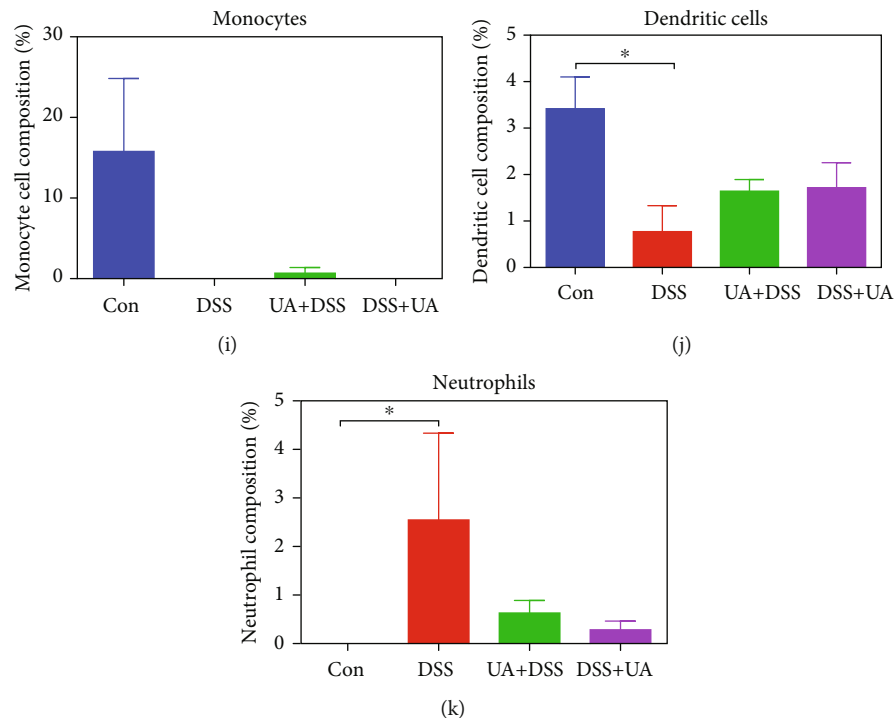 Monocytes
Monocyte cell composition (%)
30
20
10
0
Con DSS UA+DSS DSS+UA
(i)
Dendritic cells
Dendritic cell composition (%)
5
4
3
2
1
0
*
Con DSS UA+DSS DSS+UA
(j)
Neutrophils
Neutrophil composition (%)
5
4
3
2
1
0
*
Con DSS UA+DSS DSS+UA
(k)